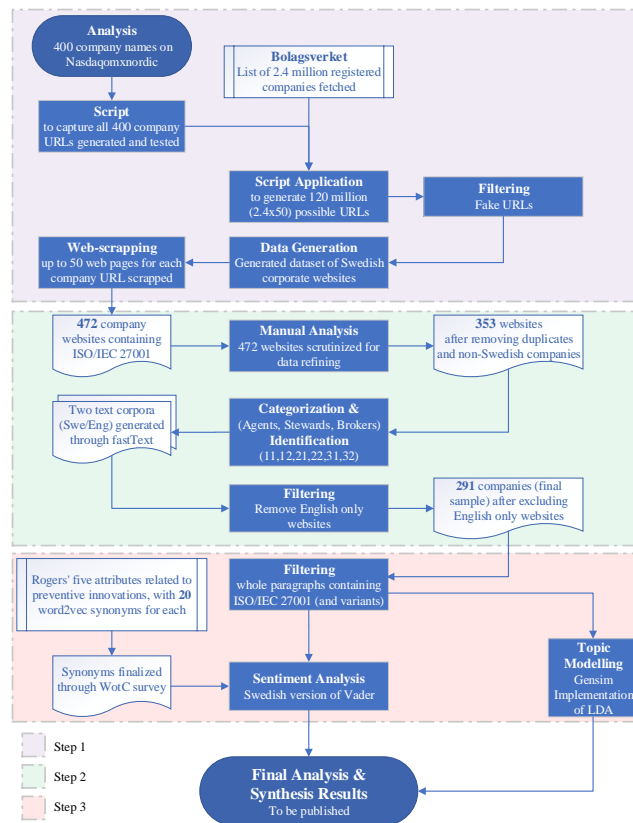 Analysis
400 company names on
Nasdaqomxnordic
Bolagsverket
List of 2.4 million registered
companies fetched
Script
to capture all 400 company
URLs generated and tested
Script Application
to generate 120 million
(2.4x50) possible URLs
Filtering
Fake URLs
Web-scrapping
up to 50 web pages for each
company URL scrapped
Data Generation
Generated dataset of Swedish
corporate websites
472 company
websites containing
ISO/IEC 27001
Manual Analysis
472 websites scrutinized for
data refining
353 websites
after removing duplicates
and non-Swedish companies
Two text corpora
(Swe/Eng) generated
through fastText
Categorization &
(Agents, Stewards, Brokers)
Identification
(11,12,21,22,31,32)
Filtering
Remove English only
websites
291 companies (final
sample) after excluding
English only websites
Rogers' five attributes related to
preventive innovations, with 20
word2vec synonyms for each
Filtering
whole paragraphs containing
ISO/IEC 27001 (and variants)
Synonyms finalized
through WotC survey
Sentiment Analysis
Swedish version of Vader
Topic
Modelling
Gensim
Implementation
of LDA
Step 1
Step 2
Step 3
Final Analysis &
Synthesis Results
To be published